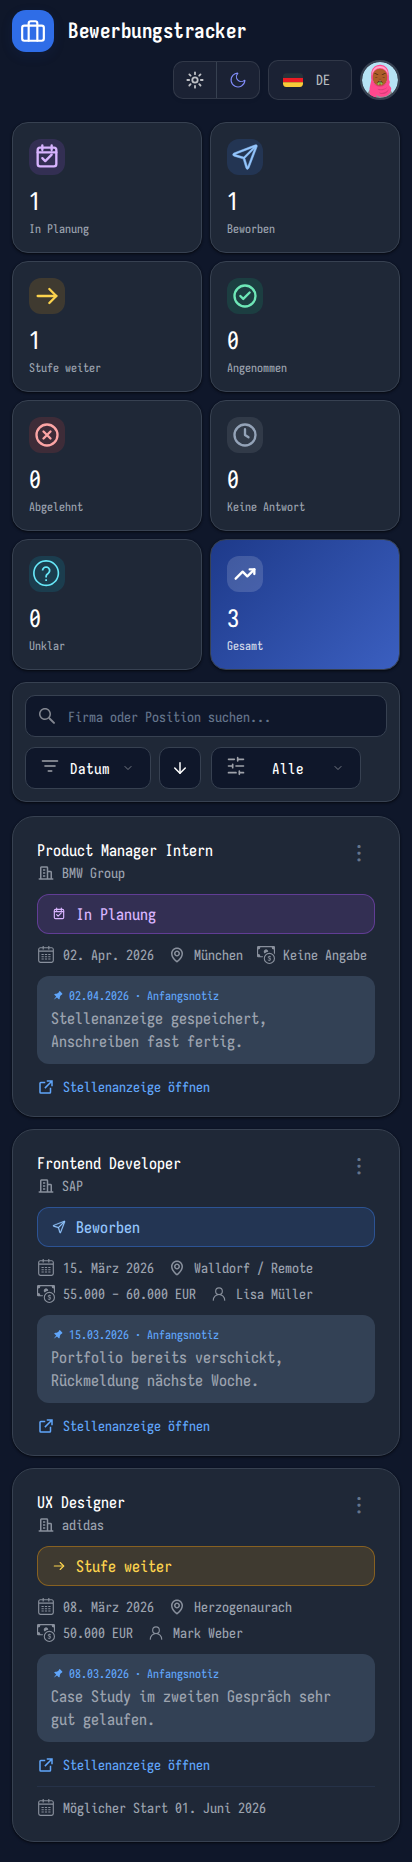 Bewerbungstracker
DE
1
In Planung
1
Beworben
1
Stufe weiter
0
Angenommen
0
Abgelehnt
0
Keine Antwort
0
Unklar
3
Gesamt
Firma oder Position suchen...
Datum
Alle
Product Manager Intern
BMW Group
In Planung
02. Apr. 2026 München Keine Angabe
02.04.2026 · Anfangsnotiz
Stellenanzeige gespeichert,
Anschreiben fast fertig.
Stellenanzeige öffnen
Frontend Developer
SAP
Beworben
15. März 2026 Walldorf / Remote
55.000 – 60.000 EUR Lisa Müller
15.03.2026 · Anfangsnotiz
Portfolio bereits verschickt,
Rückmeldung nächste Woche.
Stellenanzeige öffnen
UX Designer
adidas
Stufe weiter
08. März 2026 Herzogenaurach
50.000 EUR Mark Weber
08.03.2026 · Anfangsnotiz
Case Study im zweiten Gespräch sehr
gut gelaufen.
Stellenanzeige öffnen
Möglicher Start 01. Juni 2026